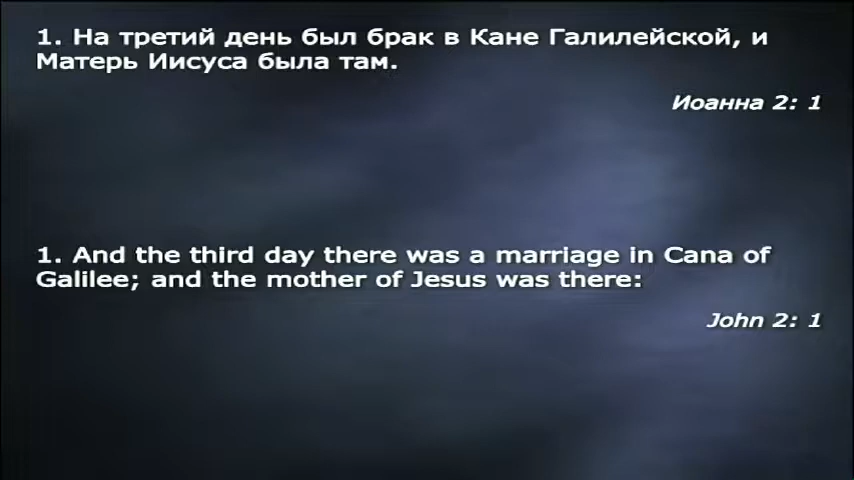 1. На третий день был брак в Кане Галилейской, и
Матерь Иисуса была там.
Иоанна 2: 1
1. And the third day there was a marriage in Cana of
Galilee; and the mother of Jesus was there:
John 2: 1